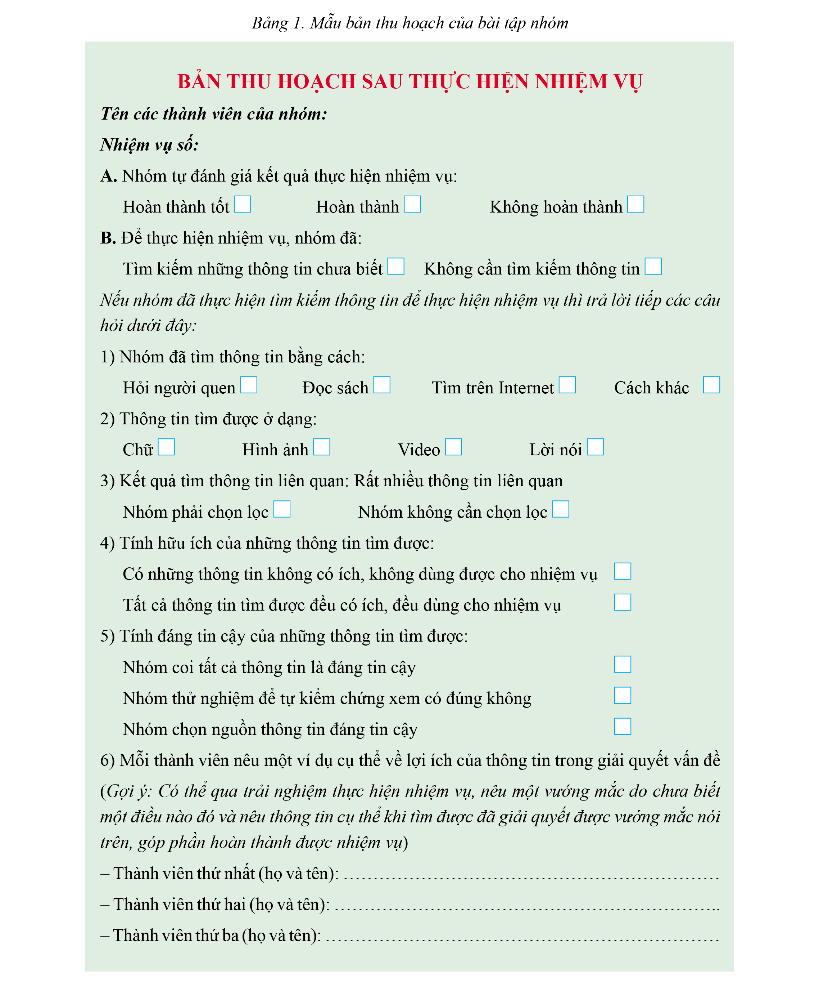 Bảng 1. Mẫu bản thu hoạch của bài tập nhóm
BẢN THU HOẠCH SAU THỰC HIỆN NHIỆM VỤ
Tên các thành viên của nhóm:
Nhiệm vụ số:
A. Nhóm tự đánh giá kết quả thực hiện nhiệm vụ:
Hoàn thành tốt ☐ Hoàn thành ☐ Không hoàn thành ☐
B. Để thực hiện nhiệm vụ, nhóm đã:
Tìm kiếm những thông tin chưa biết ☐ Không cần tìm kiếm thông tin ☐
Nếu nhóm đã thực hiện tìm kiếm thông tin để thực hiện nhiệm vụ thì trả lời tiếp các câu
hỏi dưới đây:
1) Nhóm đã tìm thông tin bằng cách:
Hỏi người quen ☐ Đọc sách ☐ Tìm trên Internet ☐ Cách khác ☐
2) Thông tin tìm được ở dạng:
Chữ ☐ Hình ảnh ☐ Video ☐ Lời nói ☐
3) Kết quả tìm thông tin liên quan: Rất nhiều thông tin liên quan
Nhóm phải chọn lọc ☐ Nhóm không cần chọn lọc ☐
4) Tính hữu ích của những thông tin tìm được:
Có những thông tin không có ích, không dùng được cho nhiệm vụ ☐
Tất cả thông tin tìm được đều có ích, đều dùng cho nhiệm vụ ☐
5) Tính đáng tin cậy của những thông tin tìm được:
Nhóm coi tất cả thông tin là đáng tin cậy ☐
Nhóm thử nghiệm để tự kiểm chứng xem có đúng không ☐
Nhóm chọn nguồn thông tin đáng tin cậy ☐
6) Mỗi thành viên nêu một ví dụ cụ thể về lợi ích của thông tin trong giải quyết vấn đề
(Gợi ý: Có thể qua trải nghiệm thực hiện nhiệm vụ, nêu một vướng mắc do chưa biết
một điều nào đó và nêu thông tin cụ thể khi tìm được đã giải quyết được vướng mắc nói
trên, góp phần hoàn thành được nhiệm vụ)
– Thành viên thứ nhất (họ và tên): ………………………………………………………
– Thành viên thứ hai (họ và tên): ………………………………………………………..
– Thành viên thứ ba (họ và tên): …………………………………………………………